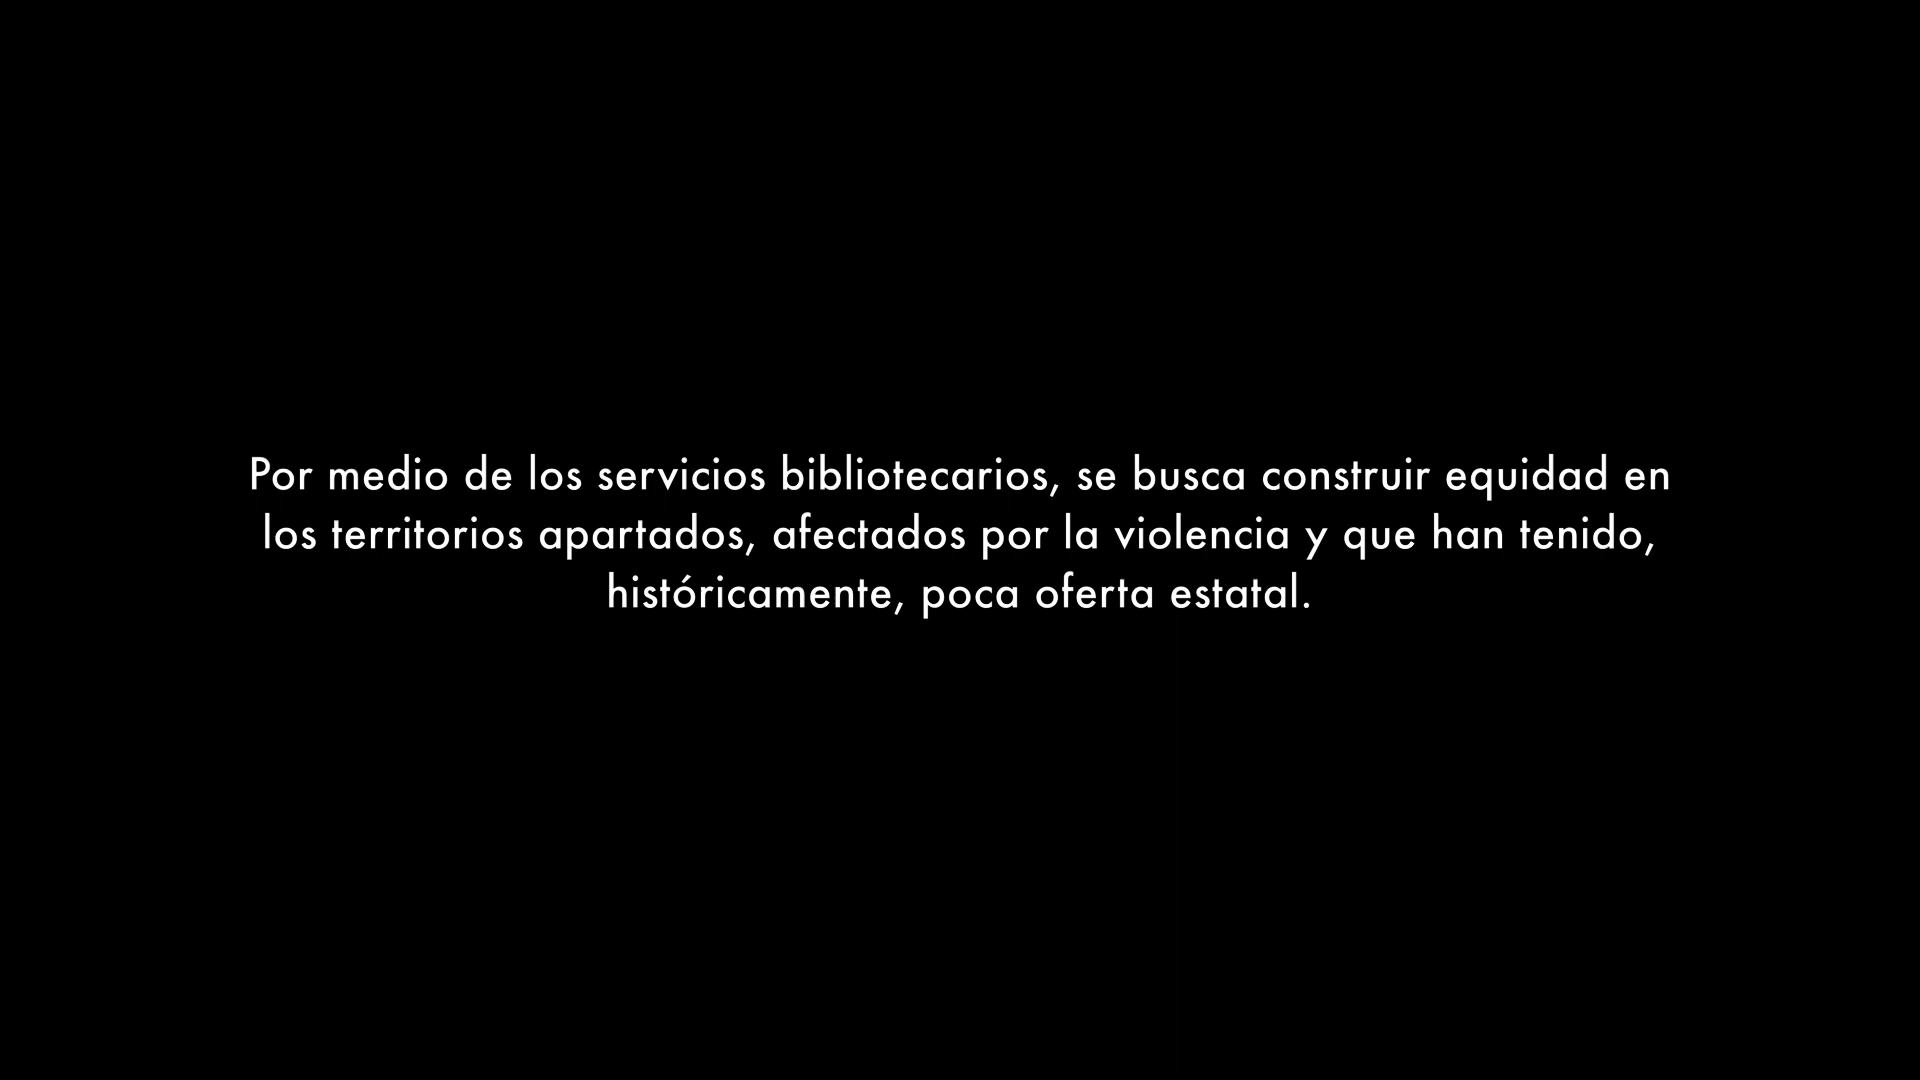 Por medio de los servicios bibliotecarios, se busca construir equidad en
los territorios apartados, afectados por la violencia y que han tenido,
históricamente, poca oferta estatal.